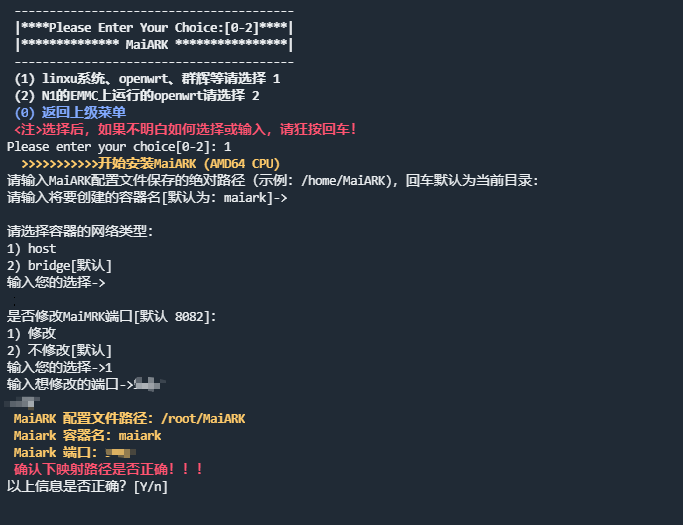 ----------------------------------------
|****Please Enter Your Choice:[0-2]****|
|************** MaiARK ****************|
----------------------------------------
(1) linxu系统、openwrt、群辉等请选择 1
(2) N1的EMMC上运行的openwrt请选择 2
(0) 返回上级菜单
<注>选择后，如果不明白如何选择或输入，请狂按回车！
Please enter your choice[0-2]: 1
>>>>>>>>>>>开始安装MaiARK (AMD64 CPU)
请输入MaiARK配置文件保存的绝对路径（示例：/home/MaiARK)，回车默认为当前目录：
请输入将要创建的容器名[默认为：maiark]->
请选择容器的网络类型：
1) host
2) bridge[默认]
输入您的选择->
是否修改MaiMRK端口[默认 8082]：
1) 修改
2) 不修改[默认]
输入您的选择->1
输入想修改的端口->
MaiARK 配置文件路径：/root/MaiARK
Maiark 容器名：maiark
Maiark 端口：
确认下映射路径是否正确！！！
以上信息是否正确？[Y/n]